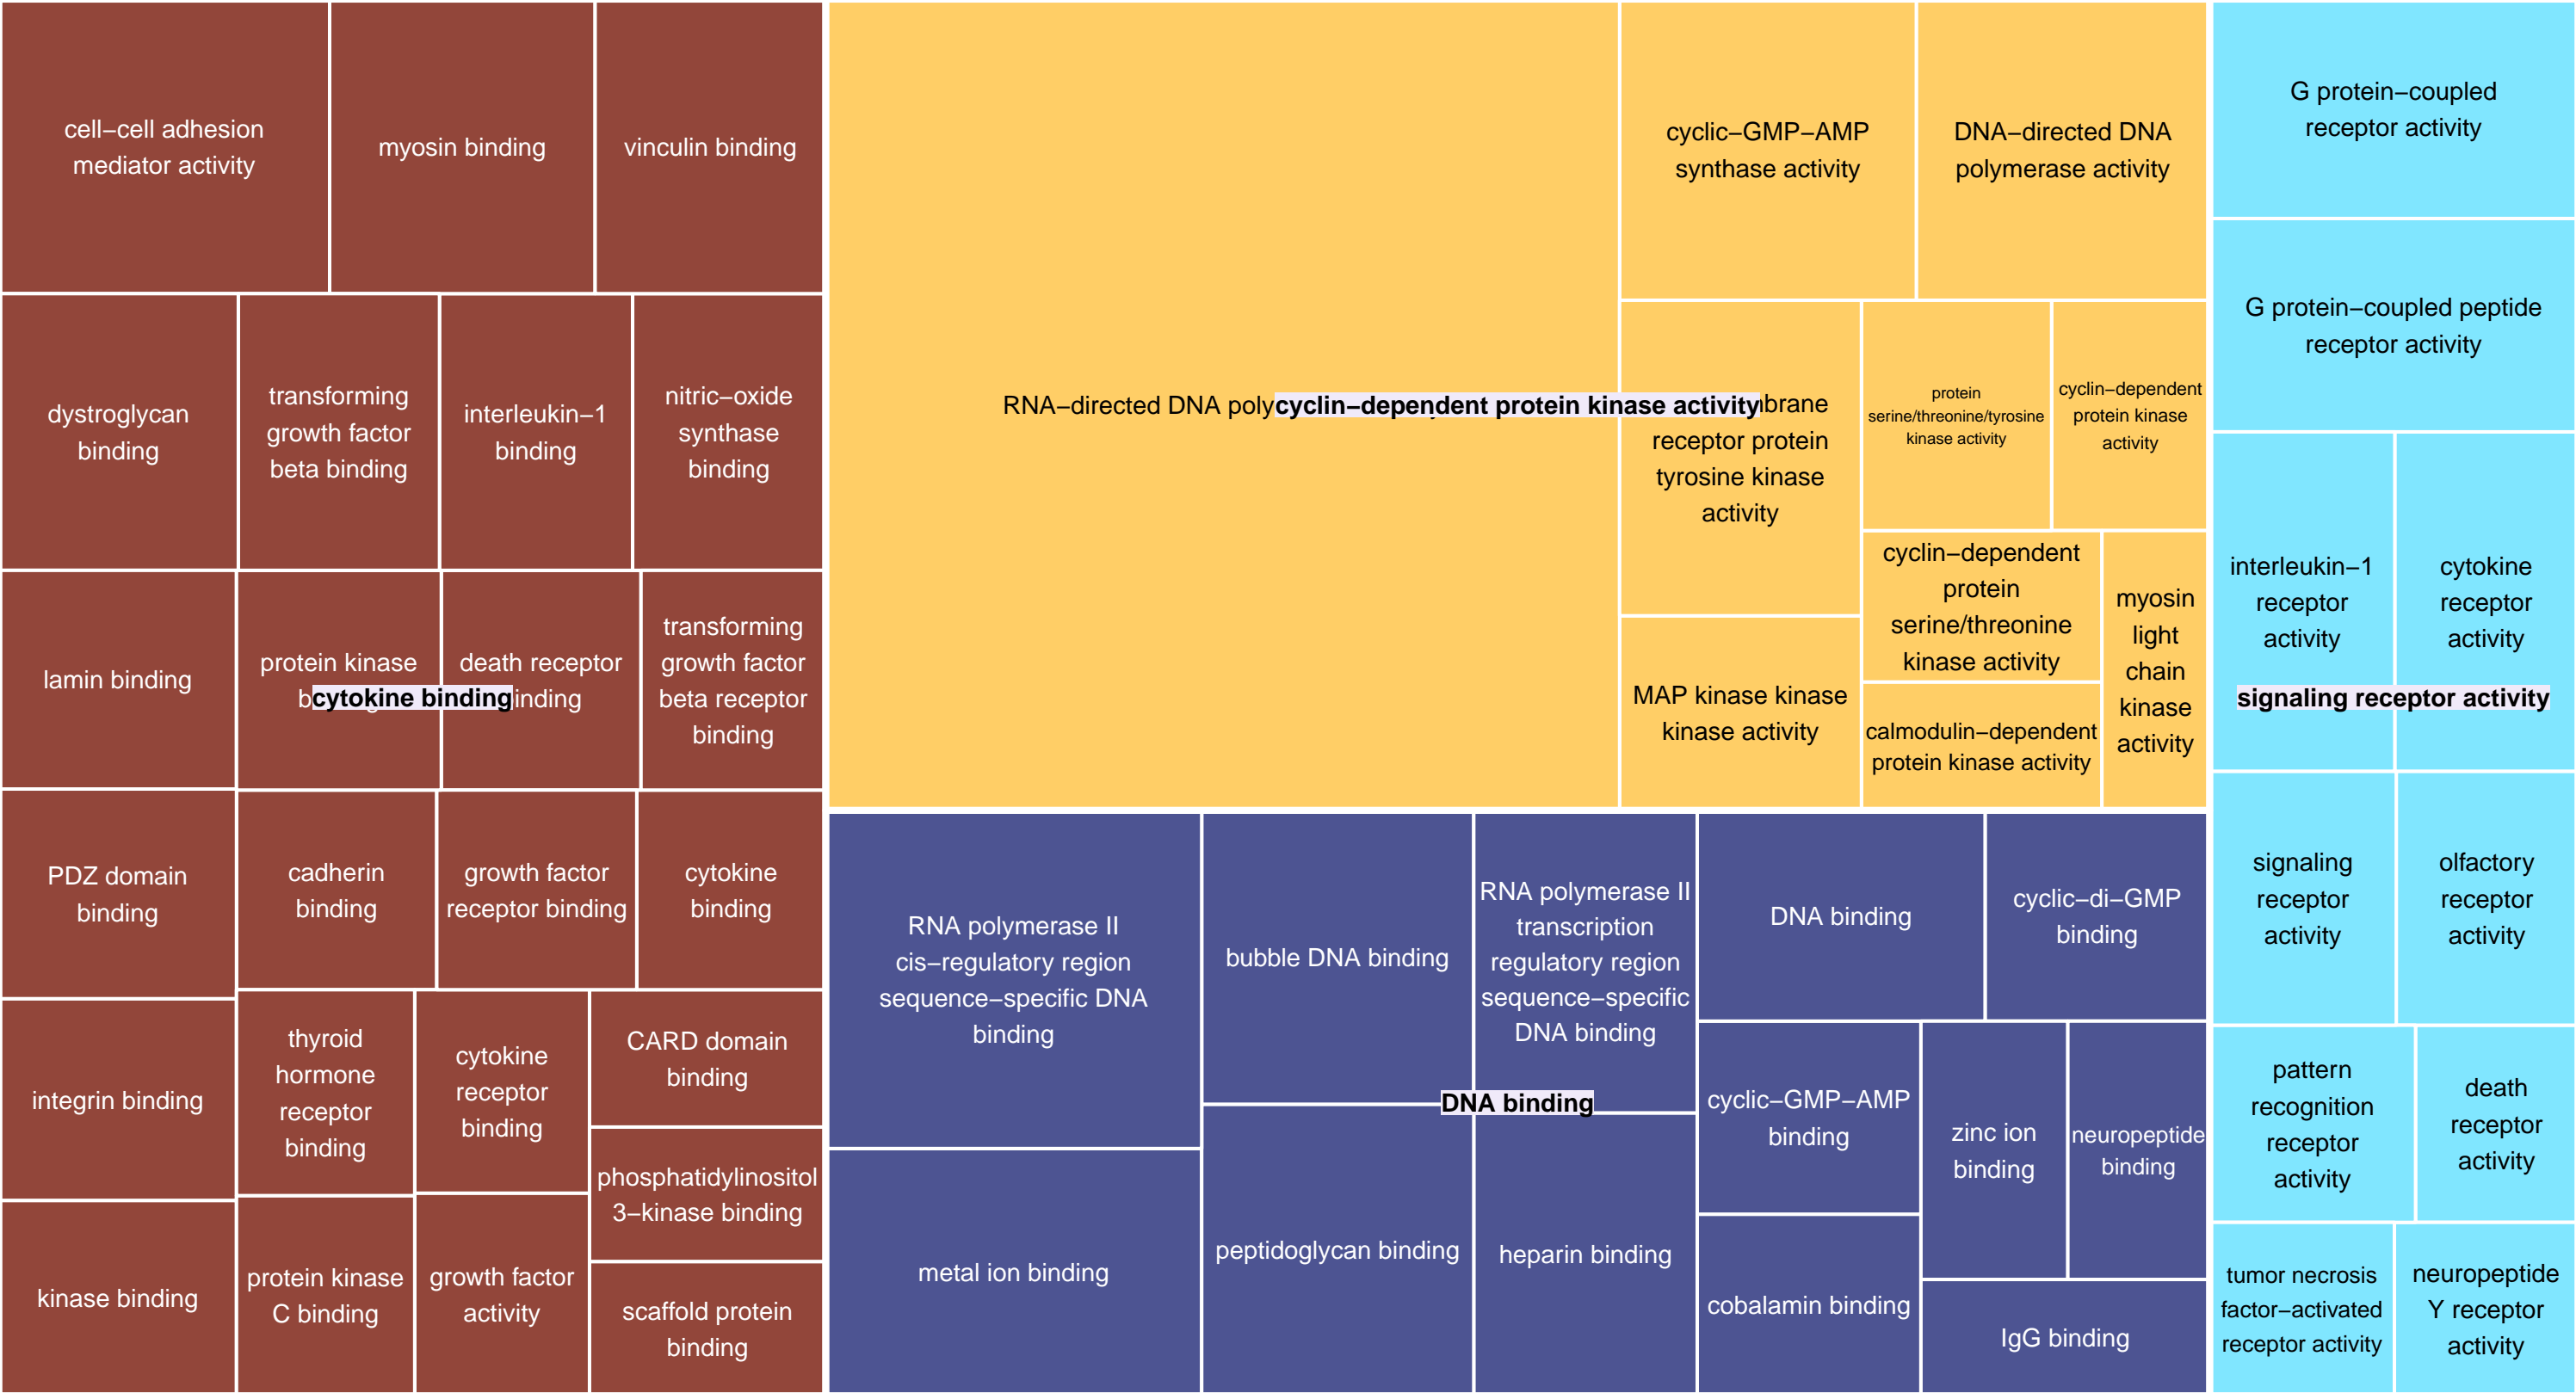 cell−cell adhesion
mediator activity
myosin binding
vinculin binding
dystroglycan
binding
transforming
growth factor
beta binding
interleukin−1
binding
nitric−oxide
synthase
binding
lamin binding
protein kinase
death receptor
cytokine binding
transforming
growth factor
beta receptor
binding
PDZ domain
binding
cadherin
binding
growth factor
receptor binding
cytokine
binding
integrin binding
thyroid
hormone
receptor
binding
cytokine
receptor
binding
CARD domain
binding
phosphatidylinositol
3−kinase binding
kinase binding
protein kinase
C binding
growth factor
activity
scaffold protein
binding
RNA−directed DNA
cyclin−dependent protein kinase activity
cyclic−GMP−AMP
synthase activity
DNA−directed DNA
polymerase activity
receptor protein
tyrosine kinase
activity
protein
serine/threonine/tyrosine
kinase activity
cyclin−dependent
protein kinase
activity
MAP kinase kinase
kinase activity
cyclin−dependent
protein
serine/threonine
kinase activity
calmodulin−dependent
protein kinase activity
myosin
light
chain
kinase
activity
RNA polymerase II
cis−regulatory region
sequence−specific DNA
binding
bubble DNA binding
RNA polymerase II
transcription
regulatory region
sequence−specific
DNA binding
DNA binding
cyclic−di−GMP
binding
DNA binding
metal ion binding
peptidoglycan binding
heparin binding
cyclic−GMP−AMP
binding
zinc ion
binding
neuropeptide
binding
cobalamin binding
IgG binding
G protein−coupled
receptor activity
G protein−coupled peptide
receptor activity
interleukin−1
receptor
activity
cytokine
receptor
activity
signaling receptor activity
signaling
receptor
activity
olfactory
receptor
activity
pattern
recognition
receptor
activity
death
receptor
activity
tumor necrosis
factor−activated
receptor activity
neuropeptide
Y receptor
activity